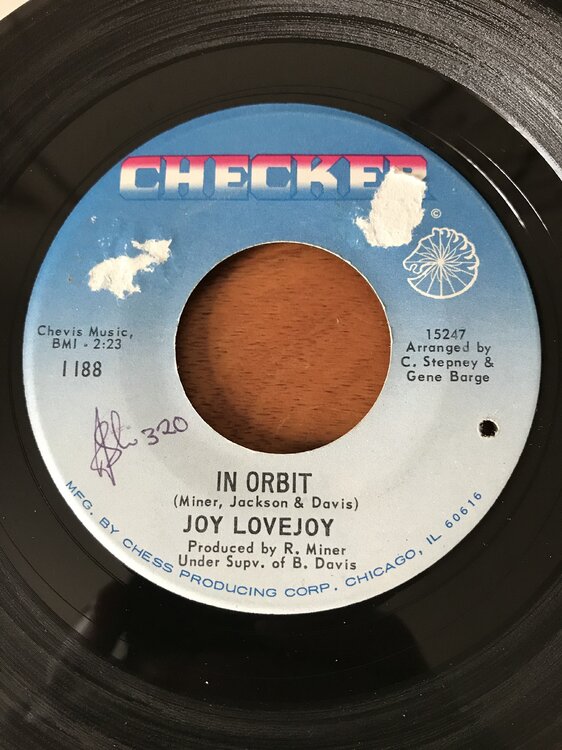 CHECKER
©
Chevis Music,
BMI - 2:23
1188
15247
Arranged by
C. Stepney &
Gene Barge
320
IN ORBIT
(Miner, Jackson & Davis)
JOY LOVEJOY
Produced by R. Miner
Under Supv. of B. Davis
MFG. BY CHESS PRODUCING CORP. CHICAGO, IL 60616